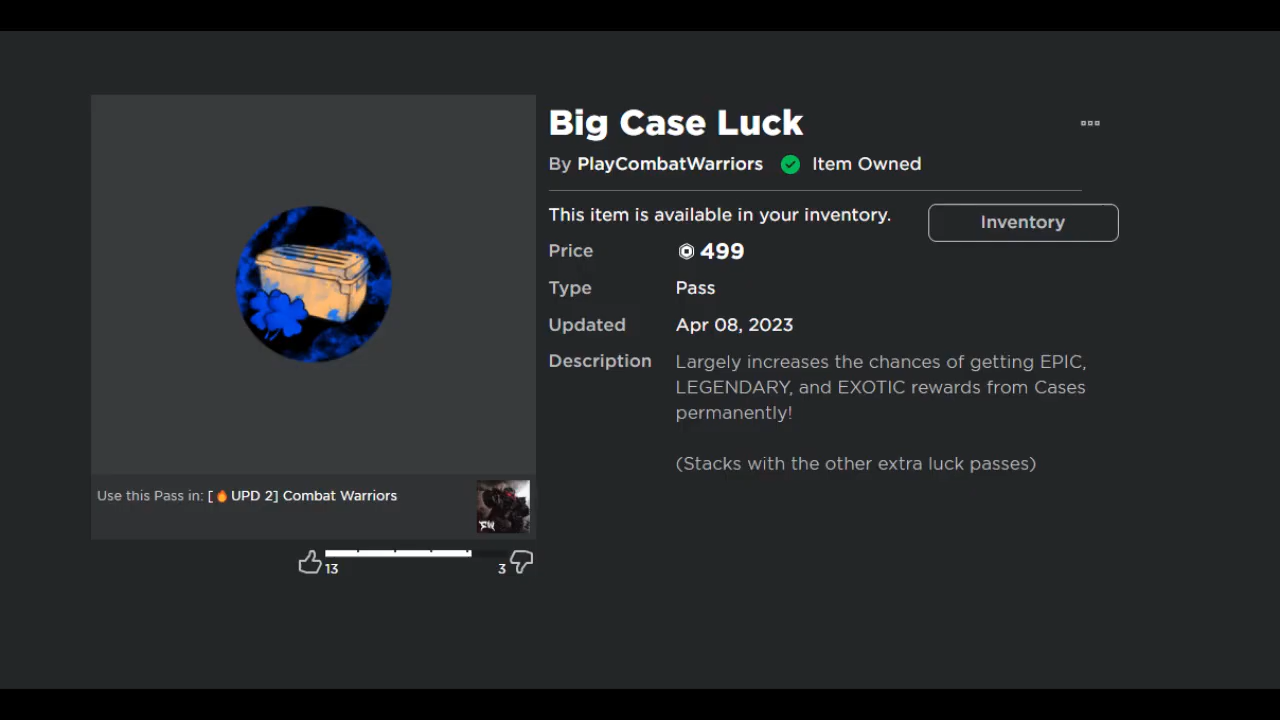 Big Case Luck
By PlayCombatWarriors Item Owned
This item is available in your inventory.
Inventory
Price 499
Type Pass
Updated Apr 08, 2023
Description Largely increases the chances of getting EPIC,
LEGENDARY, and EXOTIC rewards from Cases
permanently!
(Stacks with the other extra luck passes)
Use this Pass in: [🔥UPD 2] Combat Warriors
13
3